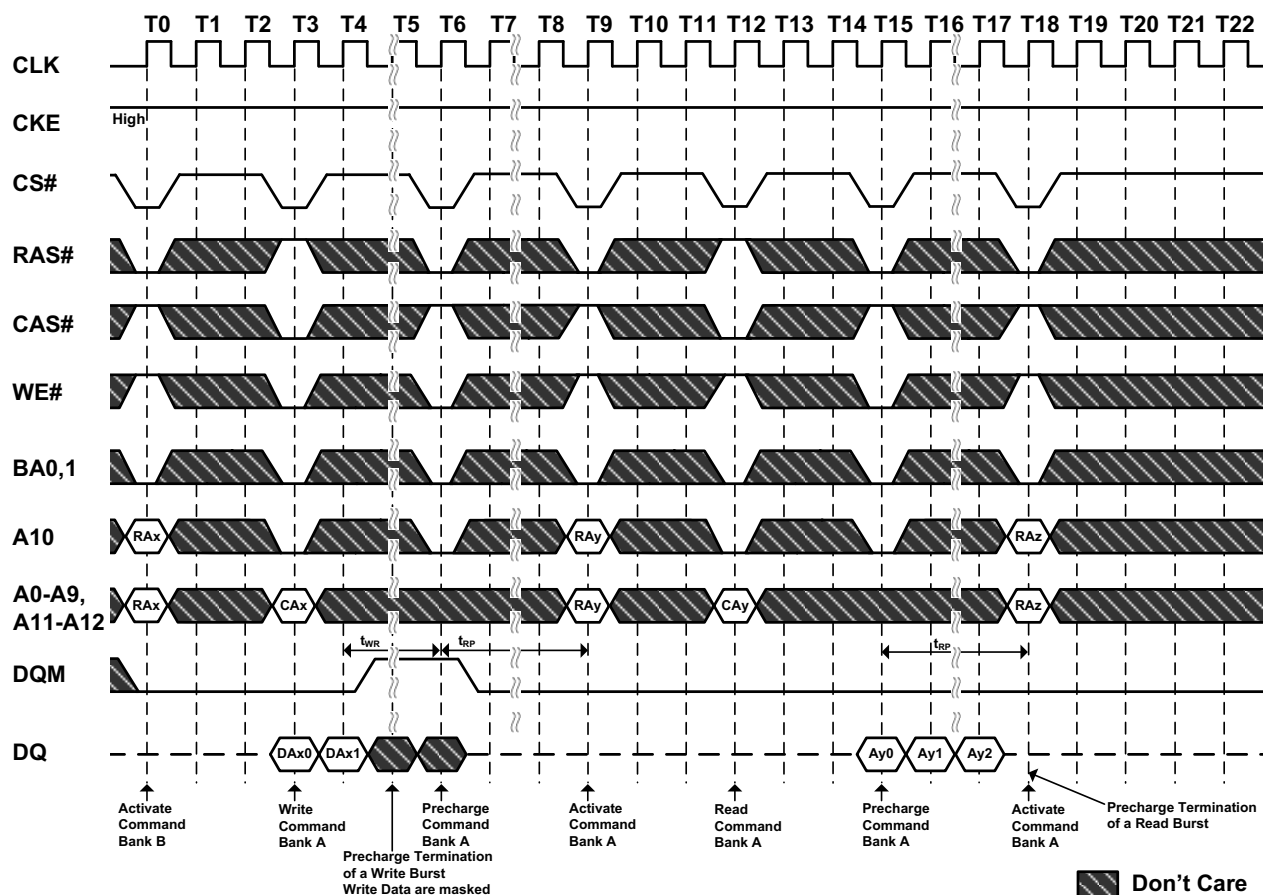 T0 T1 T2 T3 T4 T5 T6 T7 T8 T9 T10 T11 T12 T13 T14 T15 T16 T17 T18 T19 T20 T21 T22
CLK
CKE
High
CS#
RAS#
CAS#
WE#
BA0,1
A10
RAx
RAy
RAz
A0-A9,
A11-A12
RAx
CAx
RAy
CAy
RAz
tWR
tRP
tRP
DQM
DQ
DAx0
DAx1
Ay0
Ay1
Ay2
Activate
Command
Bank B
Write
Command
Bank A
Precharge Termination
of a Write Burst
Write Data are masked
Precharge
Command
Bank A
Activate
Command
Bank A
Read
Command
Bank A
Precharge
Command
Bank A
Activate
Command
Bank A
Precharge Termination
of a Read Burst
Don't Care